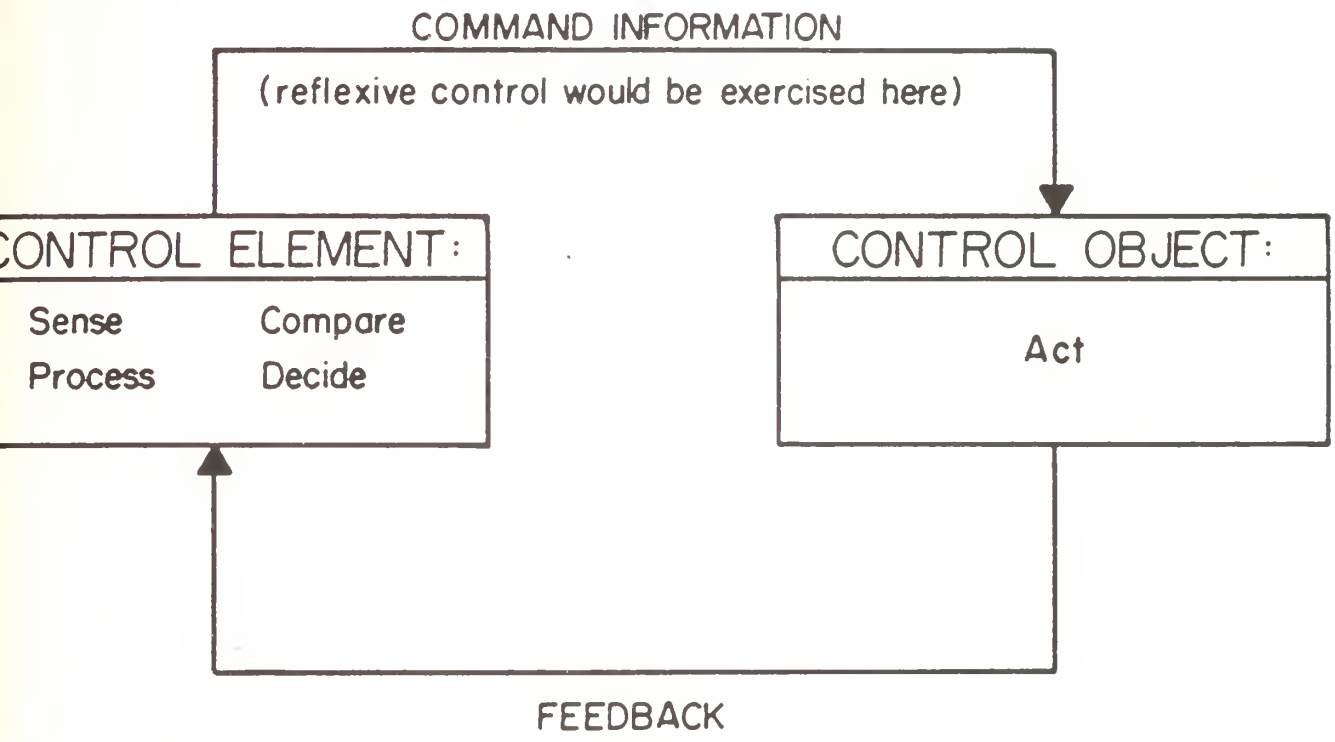 COMMAND INFORMATION
(reflexive control would be exercised here)
CONTROL ELEMENT:
Sense Compare
Process Decide
CONTROL OBJECT:
Act
FEEDBACK